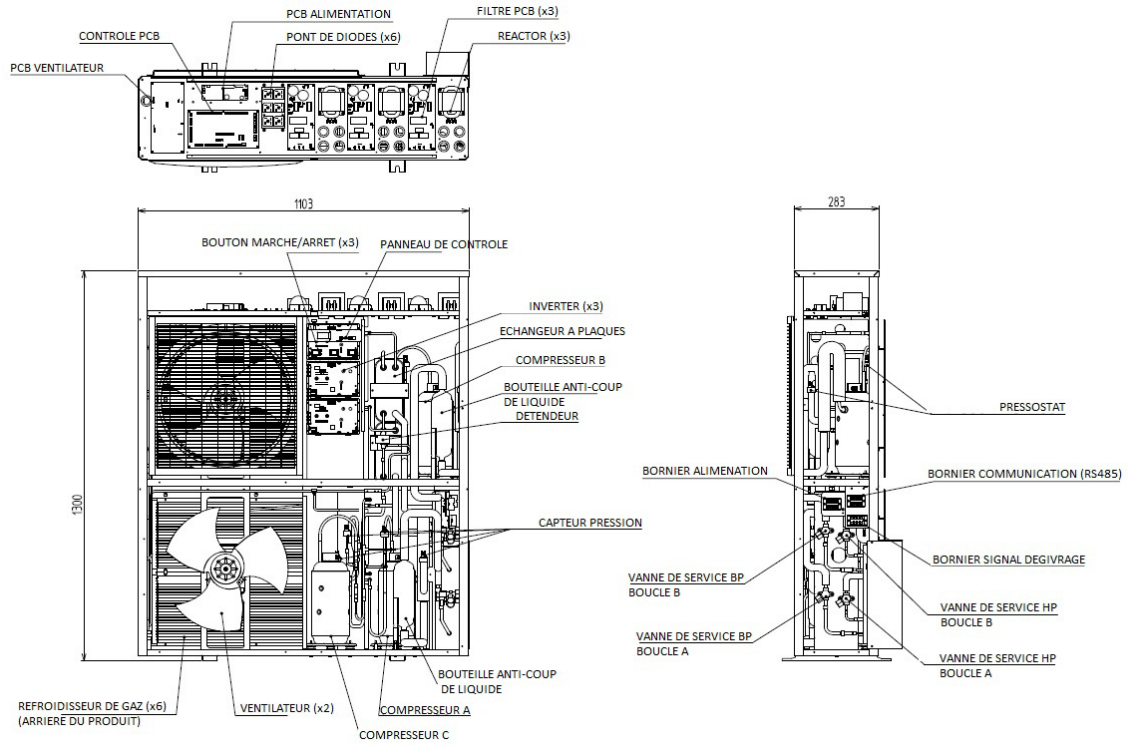 PCB ALIMENTATION
FILTRE PCB (x3)
CONTROLE PCB
PONT DE DIODES (x6)
REACTOR (x3)
PCB VENTILATEUR
1103
283
BOUTON MARCHE/ARRET (x3)
PANNEAU DE CONTROLE
INVERTER (x3)
ECHANGEUR A PLAQUES
COMPRESSEUR B
BOUTEILLE ANTI-COUP
DE LIQUIDE
DETENDEUR
PRESSOSTAT
BORNIER ALIMENATION
BORNIER COMMUNICATION (RS485)
1300
CAPTEUR PRESSION
BORNIER SIGNAL DEGIVRAGE
VANNE DE SERVICE BP
BOUCLE B
VANNE DE SERVICE HP
BOUCLE B
VANNE DE SERVICE BP
BOUCLE A
VANNE DE SERVICE HP
BOUCLE A
BOUTEILLE ANTI-COUP
DE LIQUIDE
REFROIDISSEUR DE GAZ (x6)
(ARRIERE DU PRODUIT)
VENTILATEUR (x2)
COMPRESSEUR A
COMPRESSEUR C